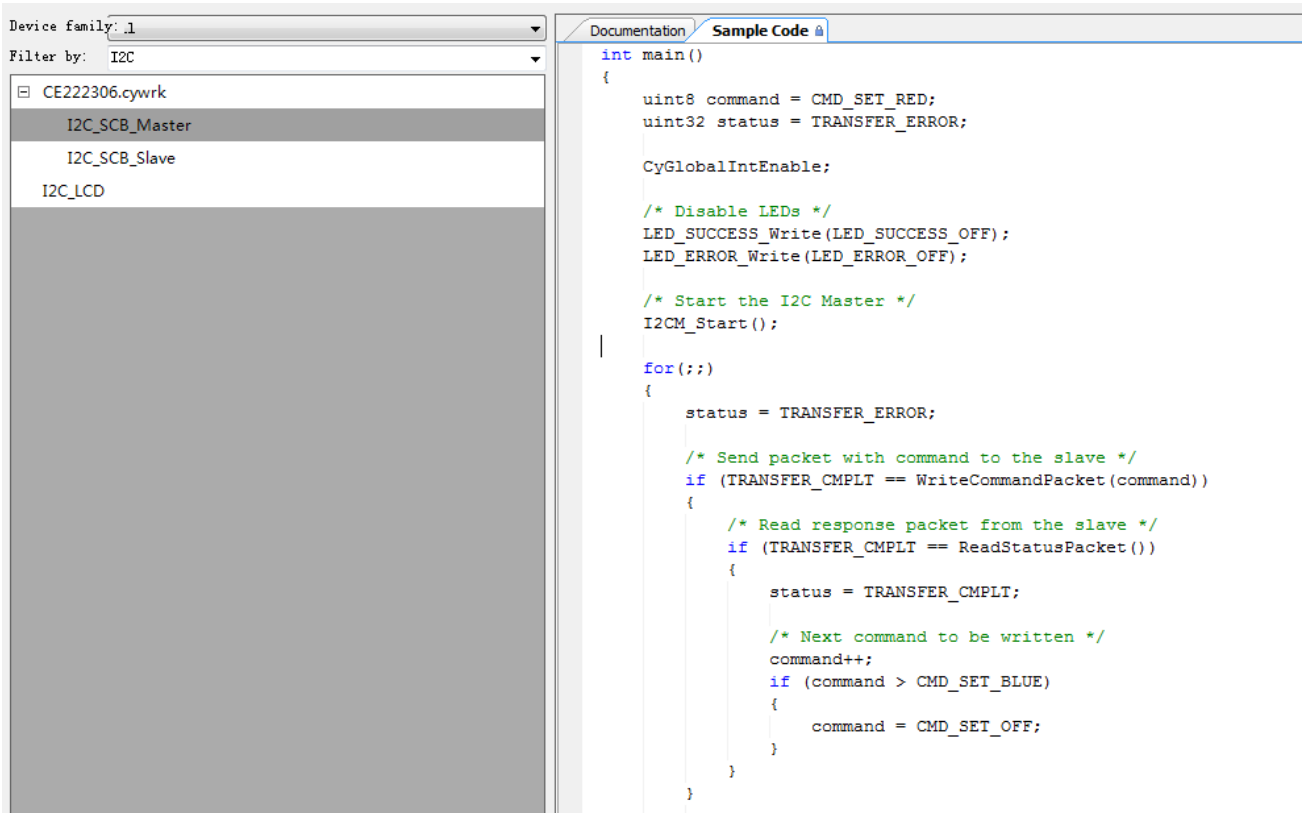 Device family: .1
Filter by: I2C
CE222306.cywrk
I2C_SCB_Master
I2C_SCB_Slave
I2C_LCD
Documentation
Sample Code
int main()
{
uint8 command = CMD_SET_RED;
uint32 status = TRANSFER_ERROR;
CyGlobalIntEnable;
/* Disable LEDs */
LED_SUCCESS_Write(LED_SUCCESS_OFF);
LED_ERROR_Write(LED_ERROR_OFF);
/* Start the I2C Master */
I2CM_Start();
for(;;)
{
status = TRANSFER_ERROR;
/* Send packet with command to the slave */
if (TRANSFER_CMPLT == WriteCommandPacket(command))
{
/* Read response packet from the slave */
if (TRANSFER_CMPLT == ReadStatusPacket())
{
status = TRANSFER_CMPLT;
/* Next command to be written */
command++;
if (command > CMD_SET_BLUE)
{
command = CMD_SET_OFF;
}
}
}